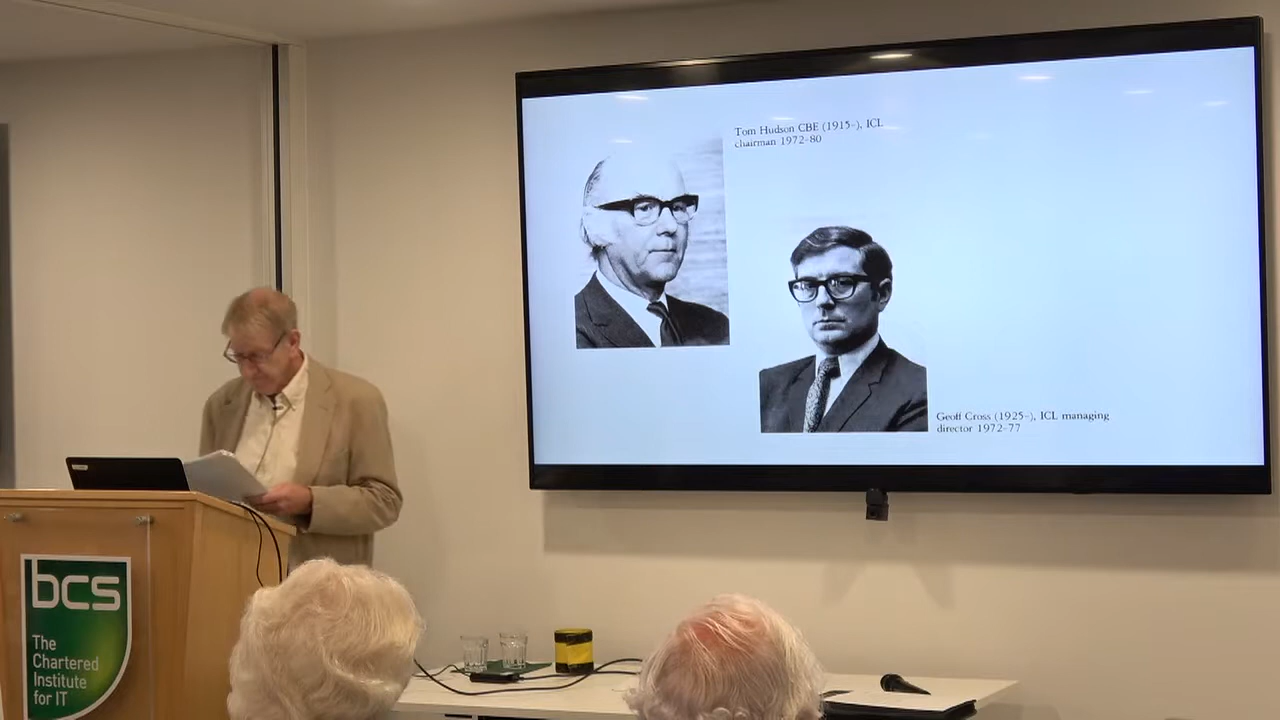 Tom Hudson CBE (1915-), ICL
chairman 1972-80
Geoff Cross (1925-), ICL managing
director 1972-77
bcs
The
Chartered
Institute
for IT